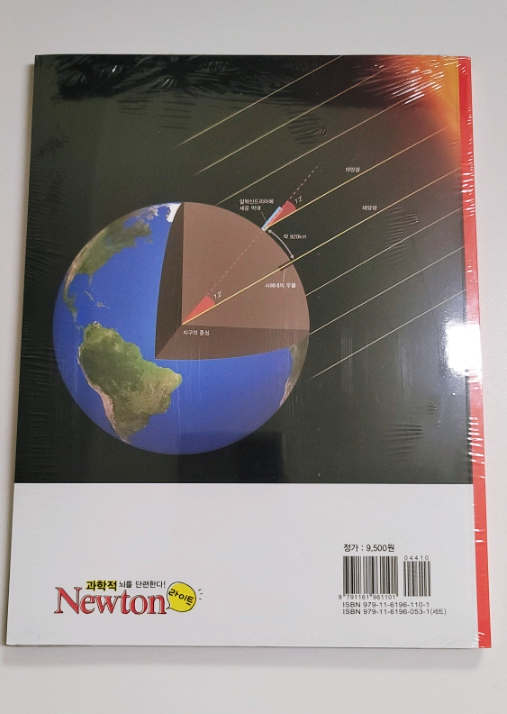 태양광
알렉산드리아에
세운 막대
7.2
태양광
약 920km
시에네의 우물
7.2
지구의 중심
정가 : 9,500원
04410
과학적 뇌를 단련한다!
Newton 라이트
9 791161 961101
ISBN 979-11-6196-110-1
ISBN 979-11-6196-053-1(세트)